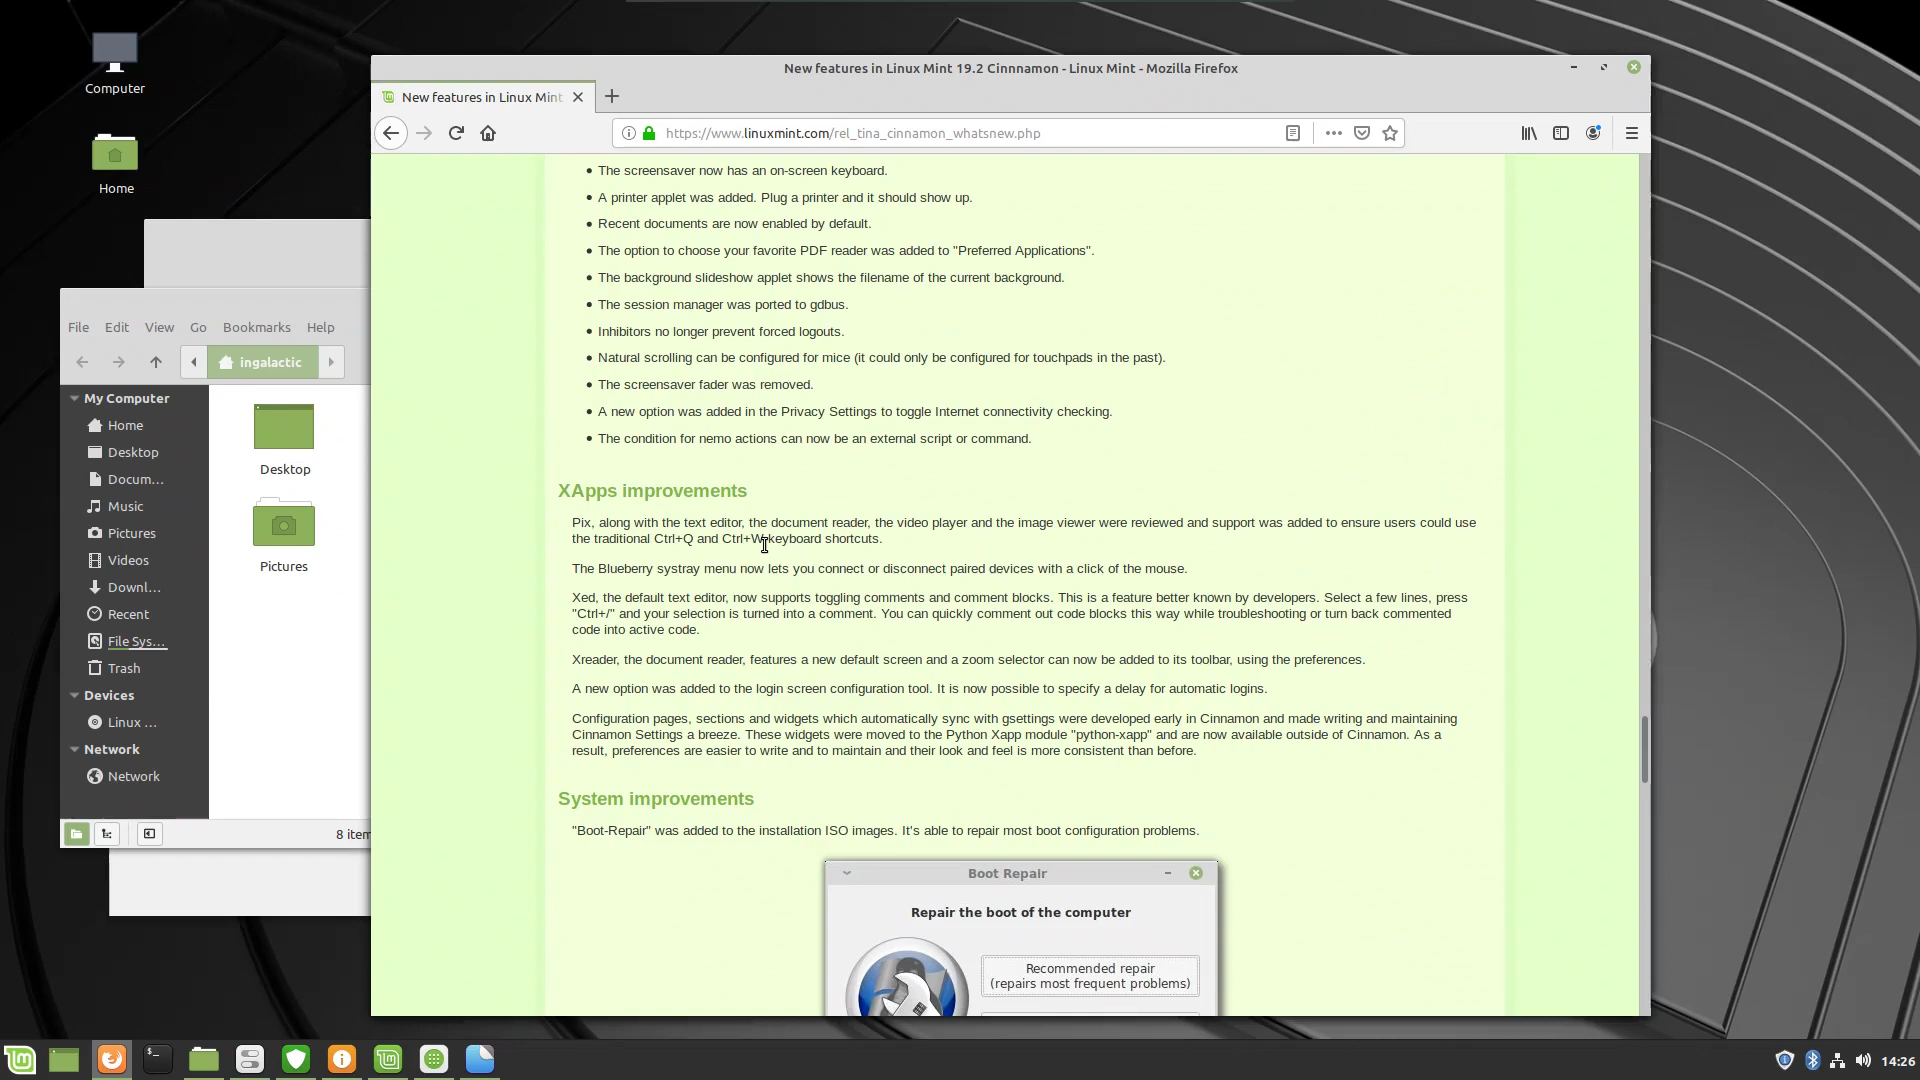 Computer
Home
New features in Linux Mint 19.2 Cinnnamon - Linux Mint - Mozilla Firefox
New features in Linux Mint
https://www.linuxmint.com/rel_tina_cinnamon_whatsnew.php
The screensaver now has an on-screen keyboard.
A printer applet was added. Plug a printer and it should show up.
Recent documents are now enabled by default.
The option to choose your favorite PDF reader was added to "Preferred Applications".
The background slideshow applet shows the filename of the current background.
The session manager was ported to gdbus.
Inhibitors no longer prevent forced logouts.
Natural scrolling can be configured for mice (it could only be configured for touchpads in the past).
The screensaver fader was removed.
A new option was added in the Privacy Settings to toggle Internet connectivity checking.
The condition for nemo actions can now be an external script or command.
XApps improvements
Pix, along with the text editor, the document reader, the video player and the image viewer were reviewed and support was added to ensure users could use
the traditional Ctrl+Q and Ctrl+W keyboard shortcuts.
The Blueberry systray menu now lets you connect or disconnect paired devices with a click of the mouse.
Xed, the default text editor, now supports toggling comments and comment blocks. This is a feature better known by developers. Select a few lines, press
"Ctrl+/" and your selection is turned into a comment. You can quickly comment out code blocks this way while troubleshooting or turn back commented
code into active code.
Xreader, the document reader, features a new default screen and a zoom selector can now be added to its toolbar, using the preferences.
A new option was added to the login screen configuration tool. It is now possible to specify a delay for automatic logins.
Configuration pages, sections and widgets which automatically sync with gsettings were developed early in Cinnamon and made writing and maintaining
Cinnamon Settings a breeze. These widgets were moved to the Python Xapp module "python-xapp" and are now available outside of Cinnamon. As a
result, preferences are easier to write and to maintain and their look and feel is more consistent than before.
System improvements
"Boot-Repair" was added to the installation ISO images. It's able to repair most boot configuration problems.
Boot Repair
Repair the boot of the computer
Recommended repair
(repairs most frequent problems)
File Edit View Go Bookmarks Help
ingalactic
My Computer
Home
Desktop
Docum...
Music
Pictures
Videos
Downl...
Recent
File Sys...
Trash
Devices
Linux ...
Network
Network
Desktop
Pictures
8 item
14:26